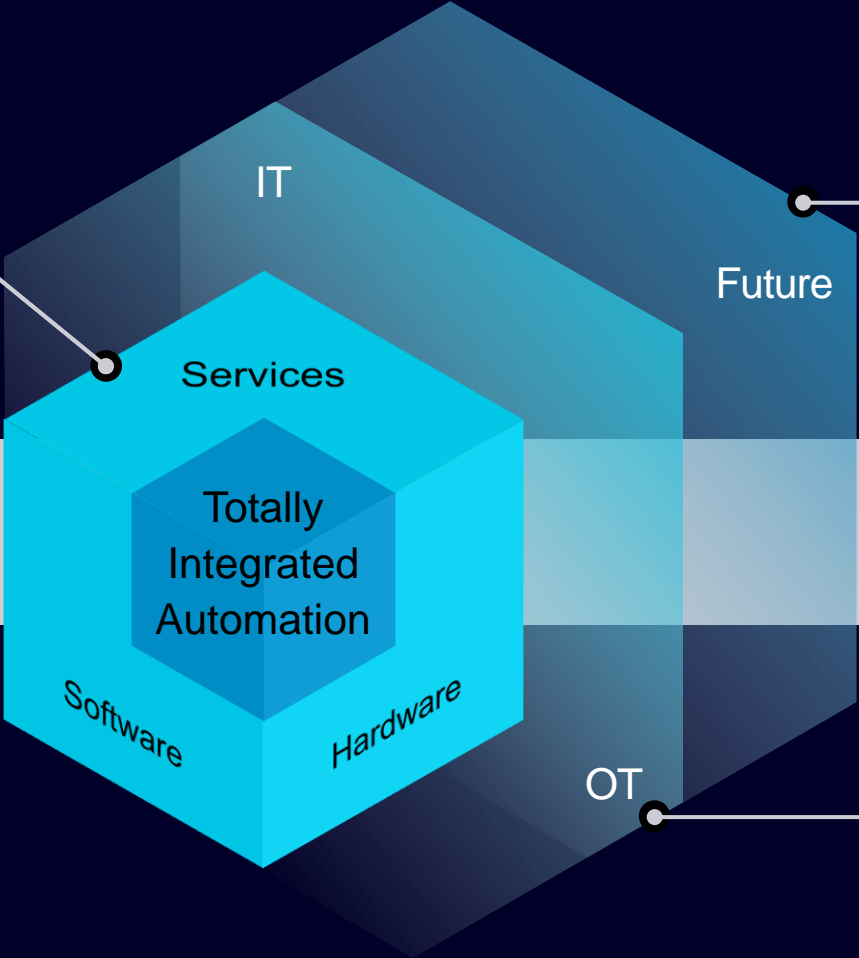 IT
Future
Services
Totally
Integrated
Automation
Software
Hardware
OT